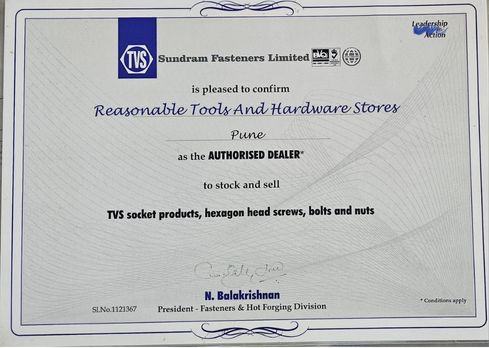 Leadership
Action
TVS
Sundram Fasteners Limited
is pleased to confirm
Reasonable Tools And Hardware Stores
Pune
as the AUTHORISED DEALER*
to stock and sell
TVS socket products, hexagon head screws, bolts and nuts
N. Balakrishnan
President - Fasteners & Hot Forging Division
Sl.No.1121367
* Conditions apply